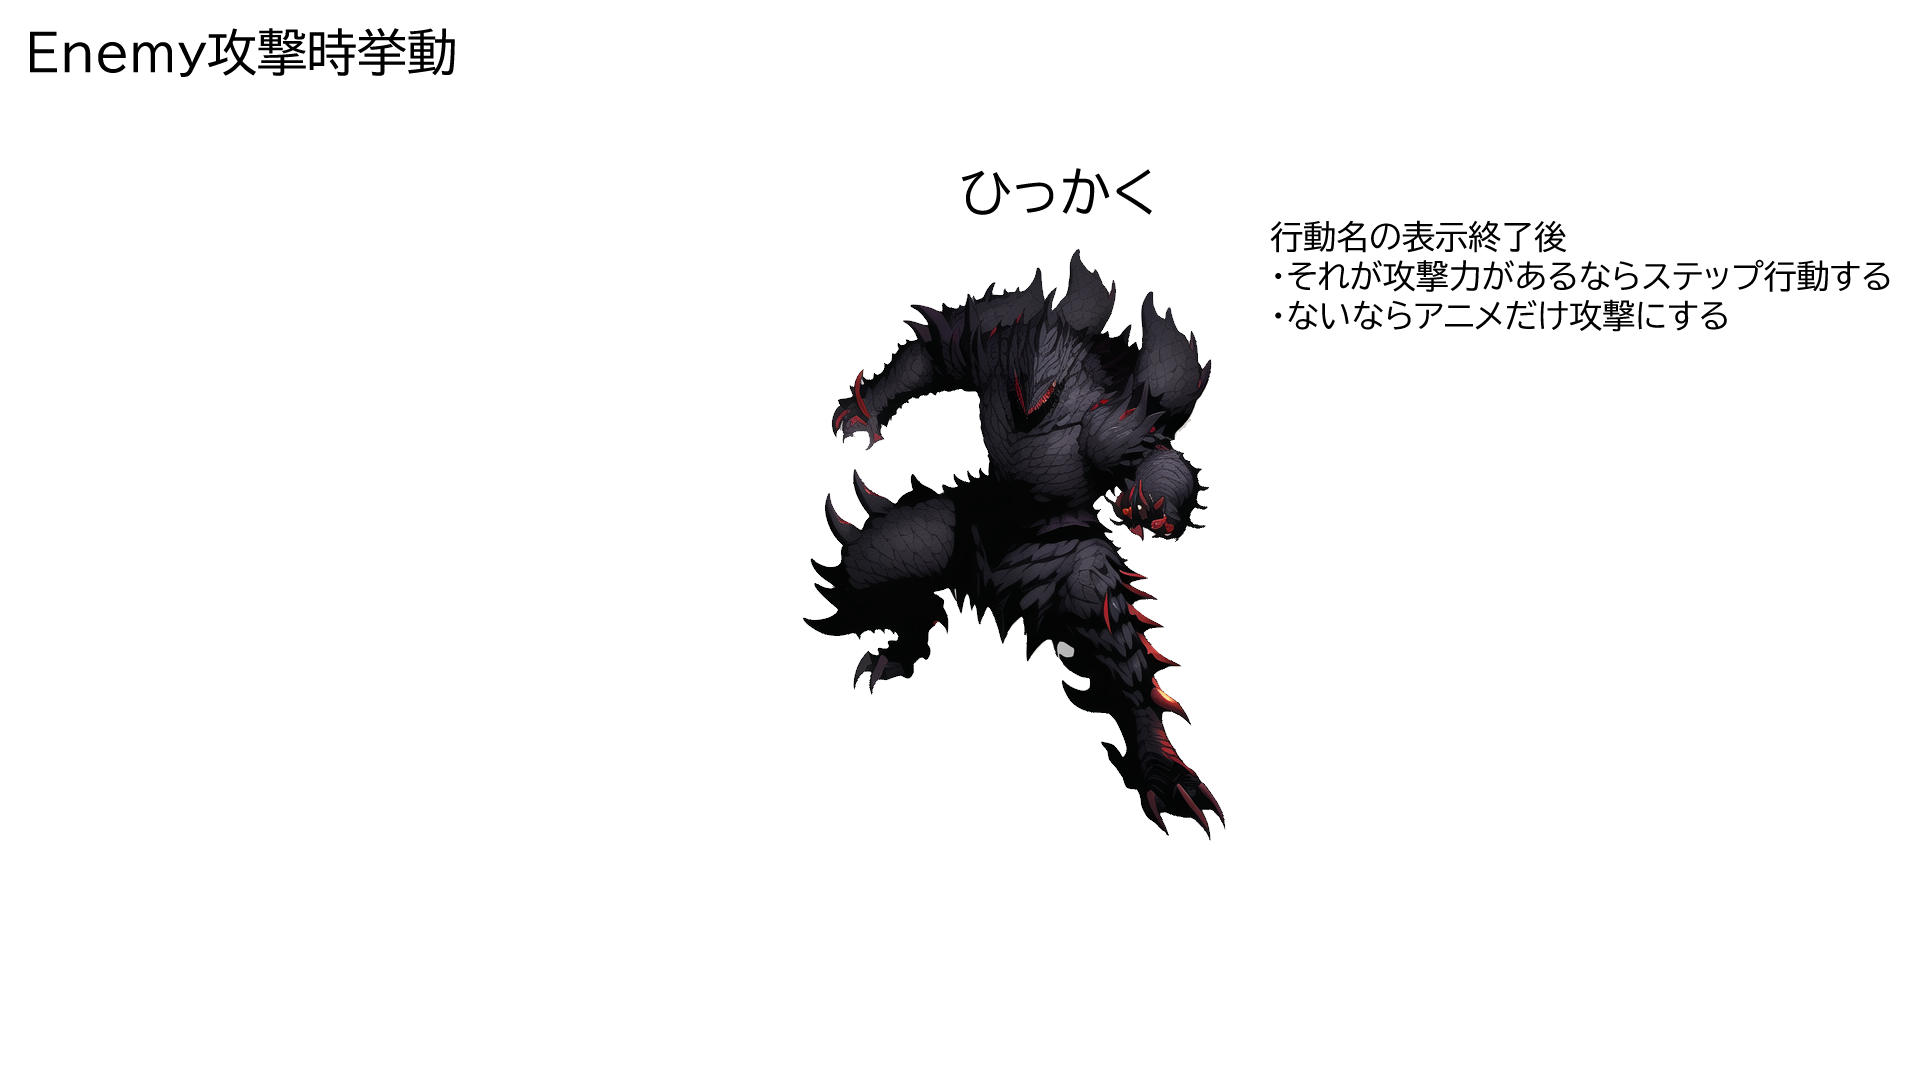 Enemy攻撃時挙動
ひっかく
行動名の表示終了後
・それが攻撃力があるならステップ行動する
・ないならアニメだけ攻撃にする